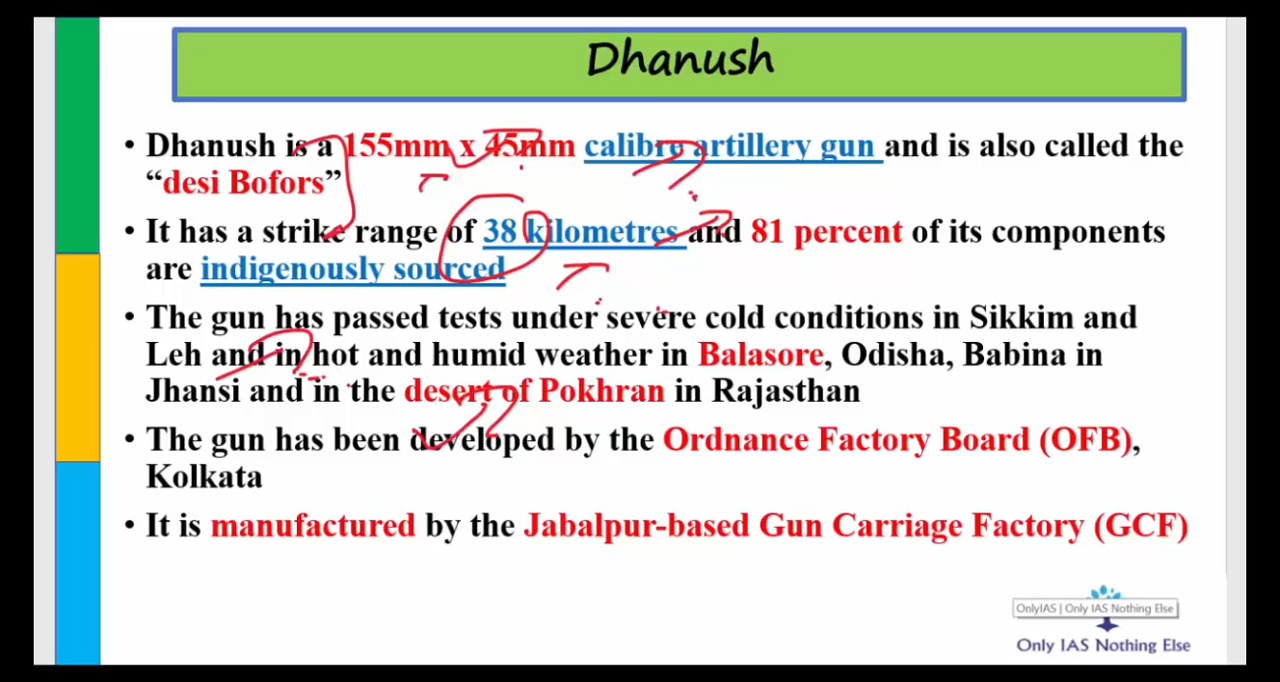 Dhanush
• Dhanush is a 155mm x 45mm calibre artillery gun and is also called the
“desi Bofors”
• It has a strike range of 38 kilometres and 81 percent of its components
are indigenously sourced
• The gun has passed tests under severe cold conditions in Sikkim and
Leh and in hot and humid weather in Balasore, Odisha, Babina in
Jhansi and in the desert of Pokhran in Rajasthan
• The gun has been developed by the Ordnance Factory Board (OFB),
Kolkata
• It is manufactured by the Jabalpur-based Gun Carriage Factory (GCF)
OnlyIAS | Only IAS Nothing Else
Only IAS Nothing Else